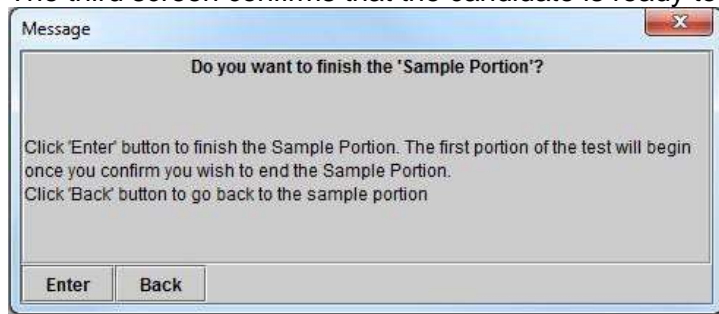 The third screen confirms that the candidate is ready to
Message
Do you want to finish the 'Sample Portion'?
Click 'Enter' button to finish the Sample Portion. The first portion of the test will begin
once you confirm you wish to end the Sample Portion.
Click 'Back' button to go back to the sample portion
Enter Back